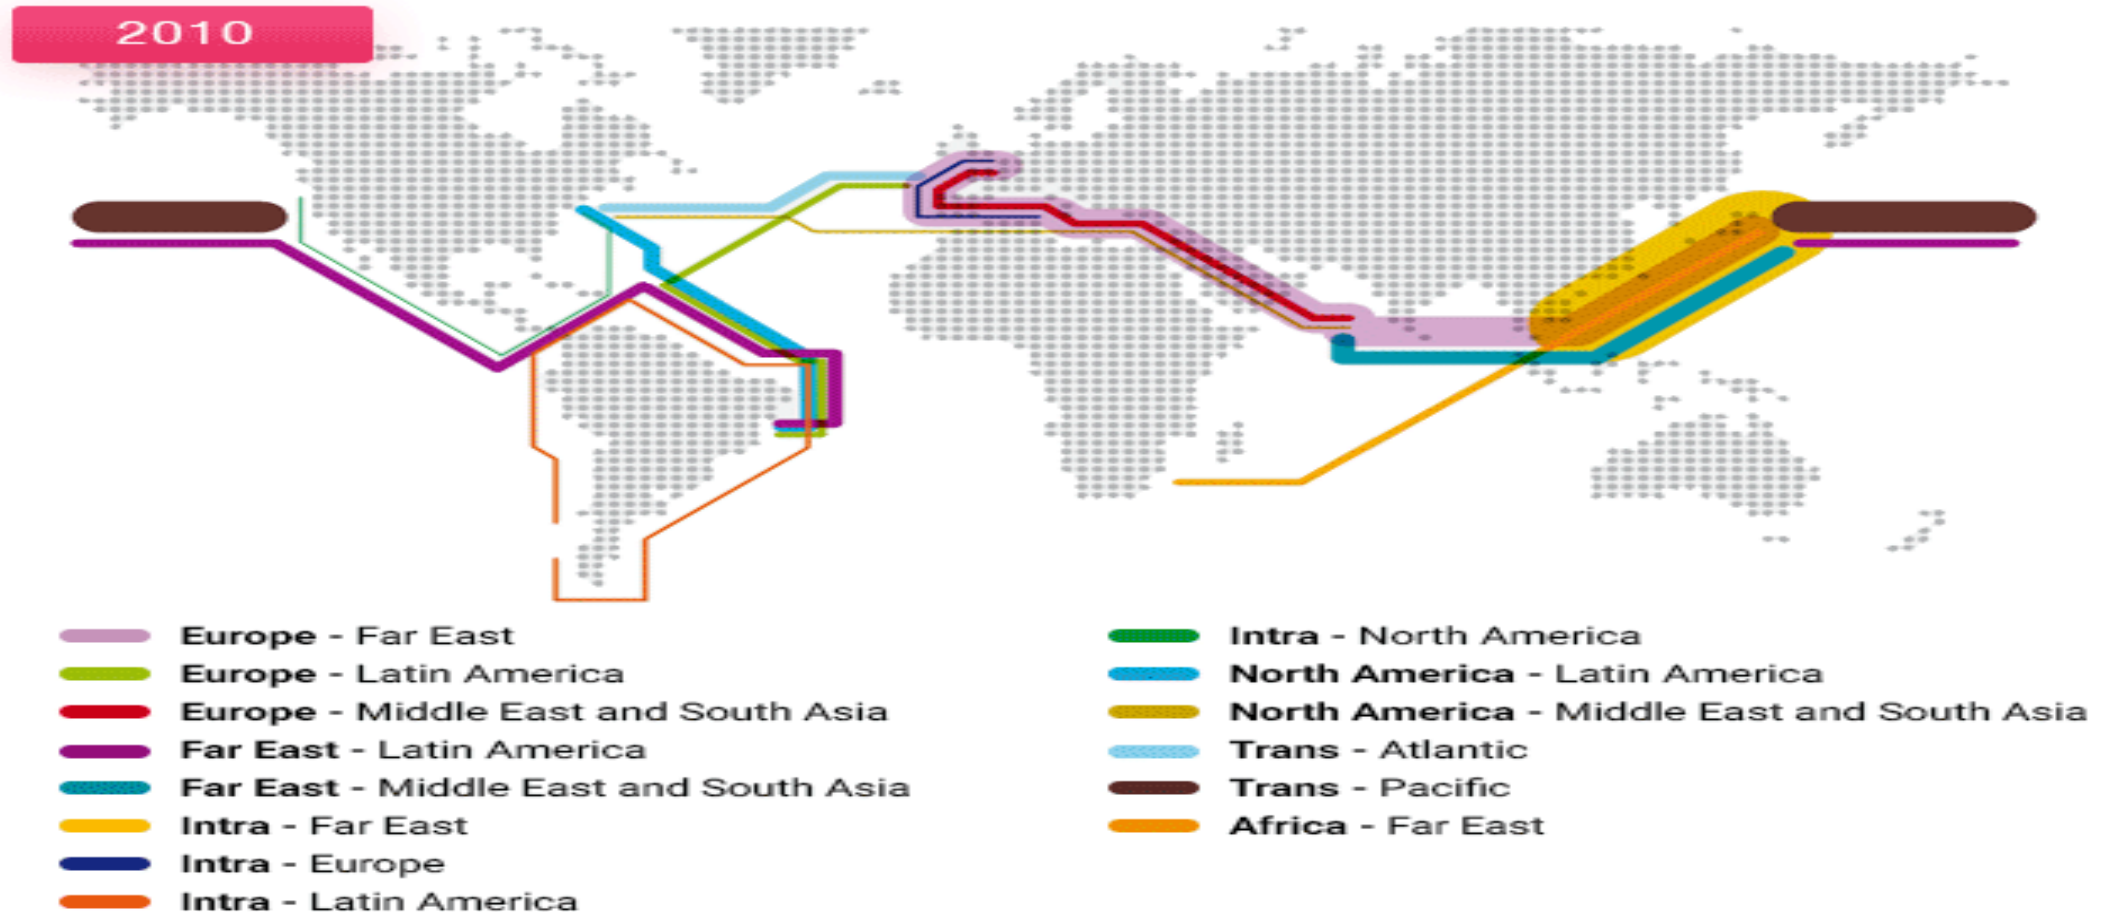 2010
Europe - Far East
Europe - Latin America
Europe - Middle East and South Asia
Far East - Latin America
Far East - Middle East and South Asia
Intra - Far East
Intra - Europe
Intra - Latin America
Intra - North America
North America - Latin America
North America - Middle East and South Asia
Trans - Atlantic
Trans - Pacific
Africa - Far East